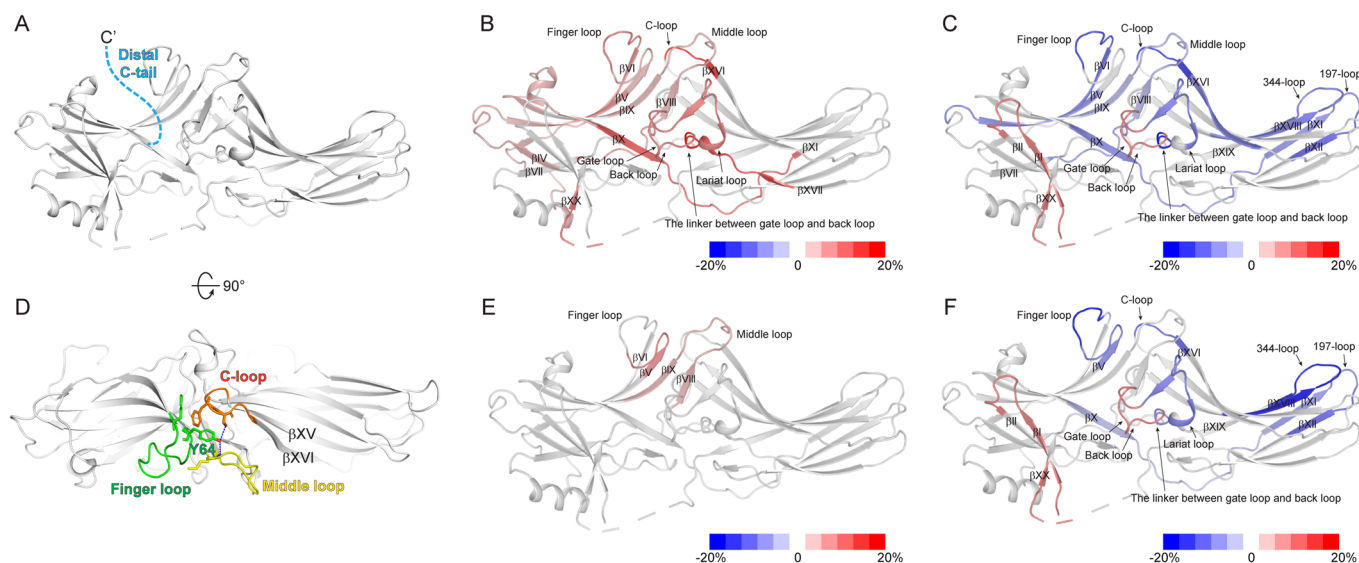 A
C'
Distal
C-tail
B
Finger loop
C-loop
Middle loop
βVI
βXVI
βV
βVIII
βIX
βX
βIV
βVII
βXI
Gate loop
Back loop
Lariat loop
βXVII
βXX
The linker between gate loop and back loop
-20%
0
20%
C
Finger loop
C-loop
Middle loop
βVI
βXVI
344-loop
197-loop
βV
βVIII
βIX
βXVIII
βXI
βX
βXII
βII
βI
βVII
βXIX
Gate loop
Back loop
Lariat loop
βXX
The linker between gate loop and back loop
-20%
0
20%
90°
D
C-loop
βXV
Y64
βXVI
Finger loop
Middle loop
E
Finger loop
Middle loop
βVI
βV
βIX
βVIII
-20%
0
20%
F
Finger loop
C-loop
βXVI
344-loop
197-loop
βV
βXVIII
βXI
βX
βXII
βII
βI
βXIX
Gate loop
Back loop
Lariat loop
βXX
The linker between gate loop and back loop
-20%
0
20%